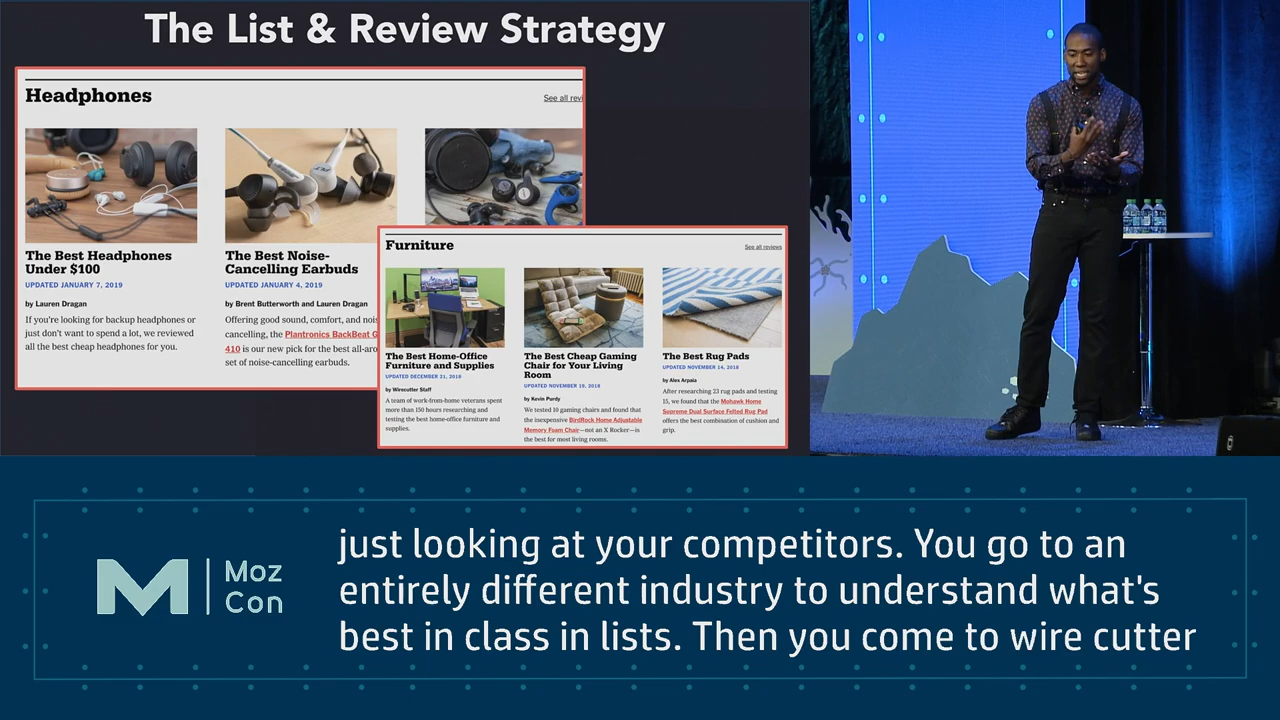 The List & Review Strategy
Headphones
See all revi
The Best Headphones
Under $100
UPDATED JANUARY 7, 2019
by Lauren Dragan
If you're looking for backup headphones or
just don't want to spend a lot, we reviewed
all the best cheap headphones for you.
The Best Noise-
Cancelling Earbuds
UPDATED JANUARY 4, 2019
by Brent Butterworth and Lauren Dragan
Offering good sound, comfort, and nois
cancelling, the Plantronics BackBeat G
410 is our new pick for the best all-aro
set of noise-cancelling earbuds.
Furniture
See all reviews
The Best Home-Office
Furniture and Supplies
UPDATED DECEMBER 21, 2018
by Wirecutter Staff
A team of work-from-home veterans spent
more than 150 hours researching and
testing the best home-office furniture and
supplies.
The Best Cheap Gaming
Chair for Your Living
Room
UPDATED NOVEMBER 19, 2018
by Kevin Purdy
We tested 10 gaming chairs and found that
the inexpensive BirdRock Home Adjustable
Memory Foam Chair—not an X Rocker—is
the best for most living rooms.
The Best Rug Pads
UPDATED NOVEMBER 14, 2018
by Alex Arpaia
After researching 23 rug pads and testing
15, we found that the Mohawk Home
Supreme Dual Surface Felted Rug Pad
offers the best combination of cushion and
grip.
M
Moz
Con
just looking at your competitors. You go to an
entirely different industry to understand what's
best in class in lists. Then you come to wire cutter